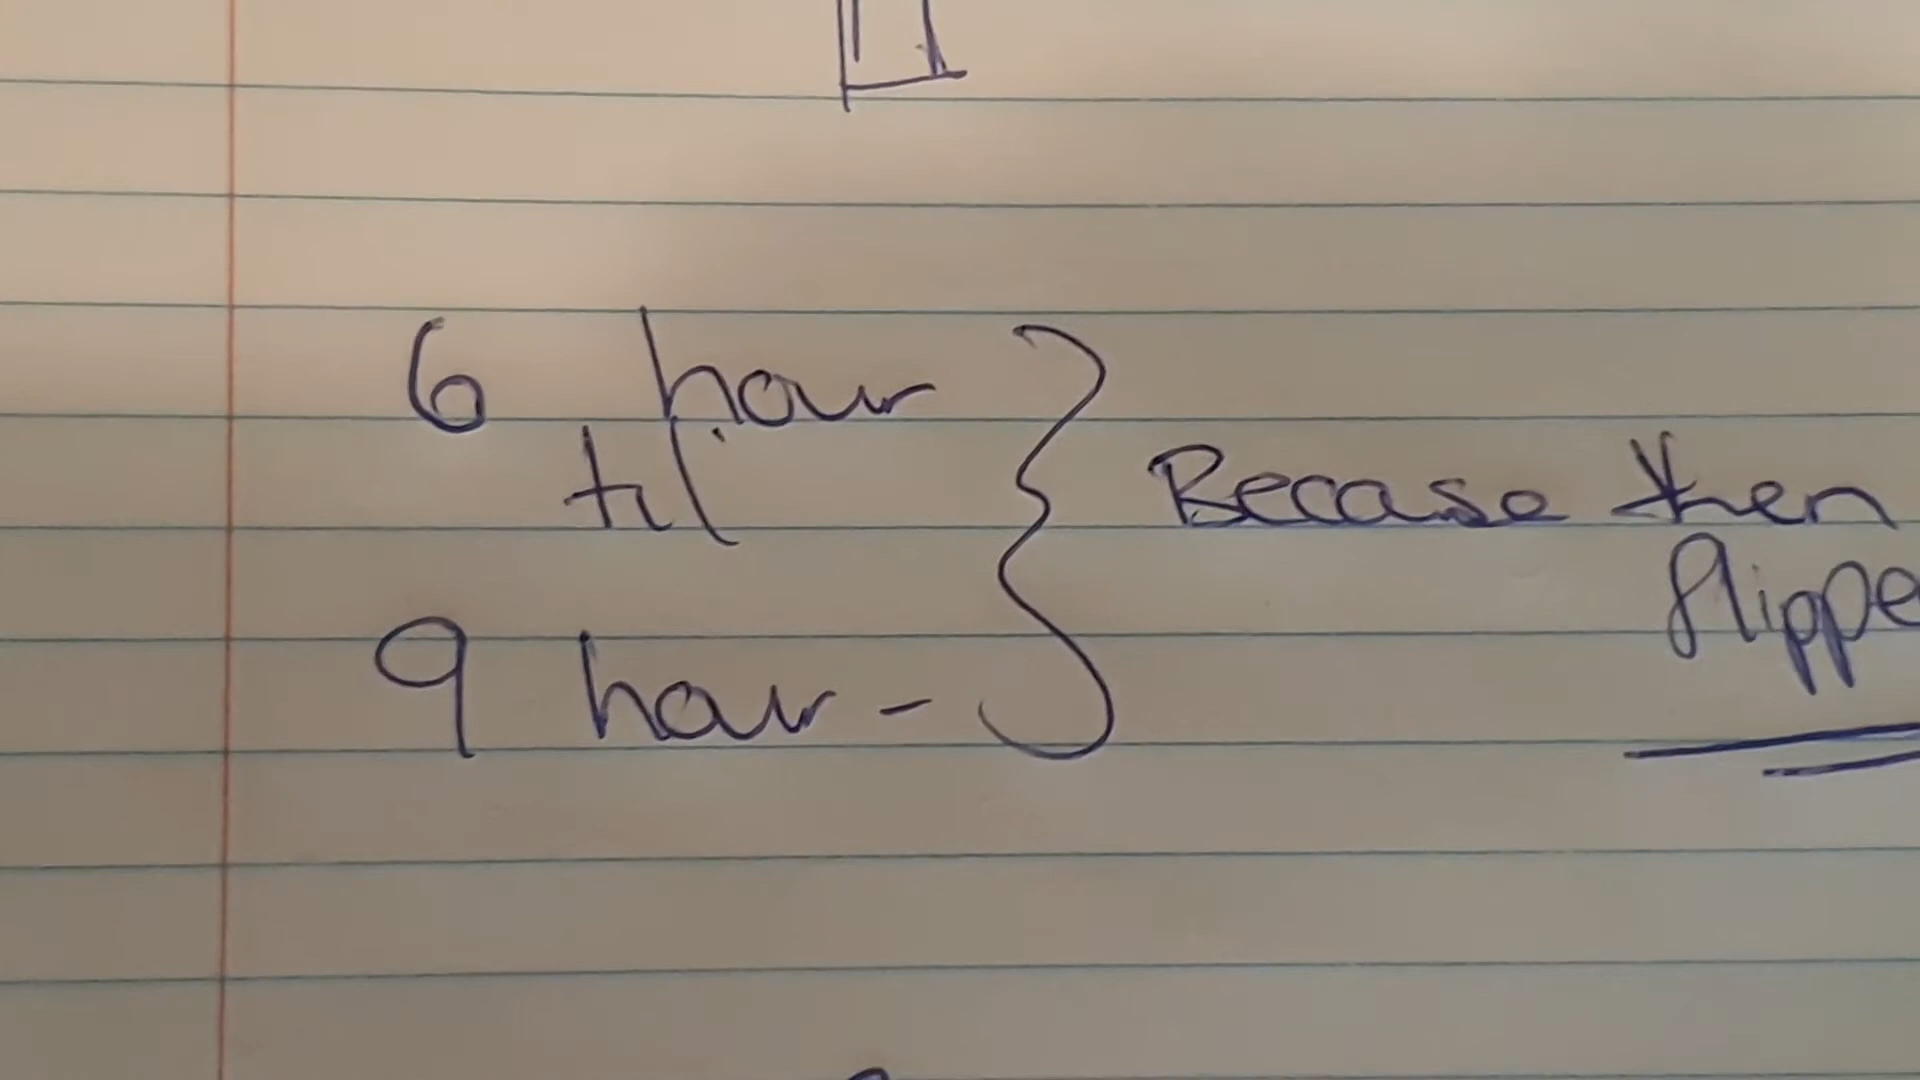 6 hour
til
9 hour -
Because then
flippe